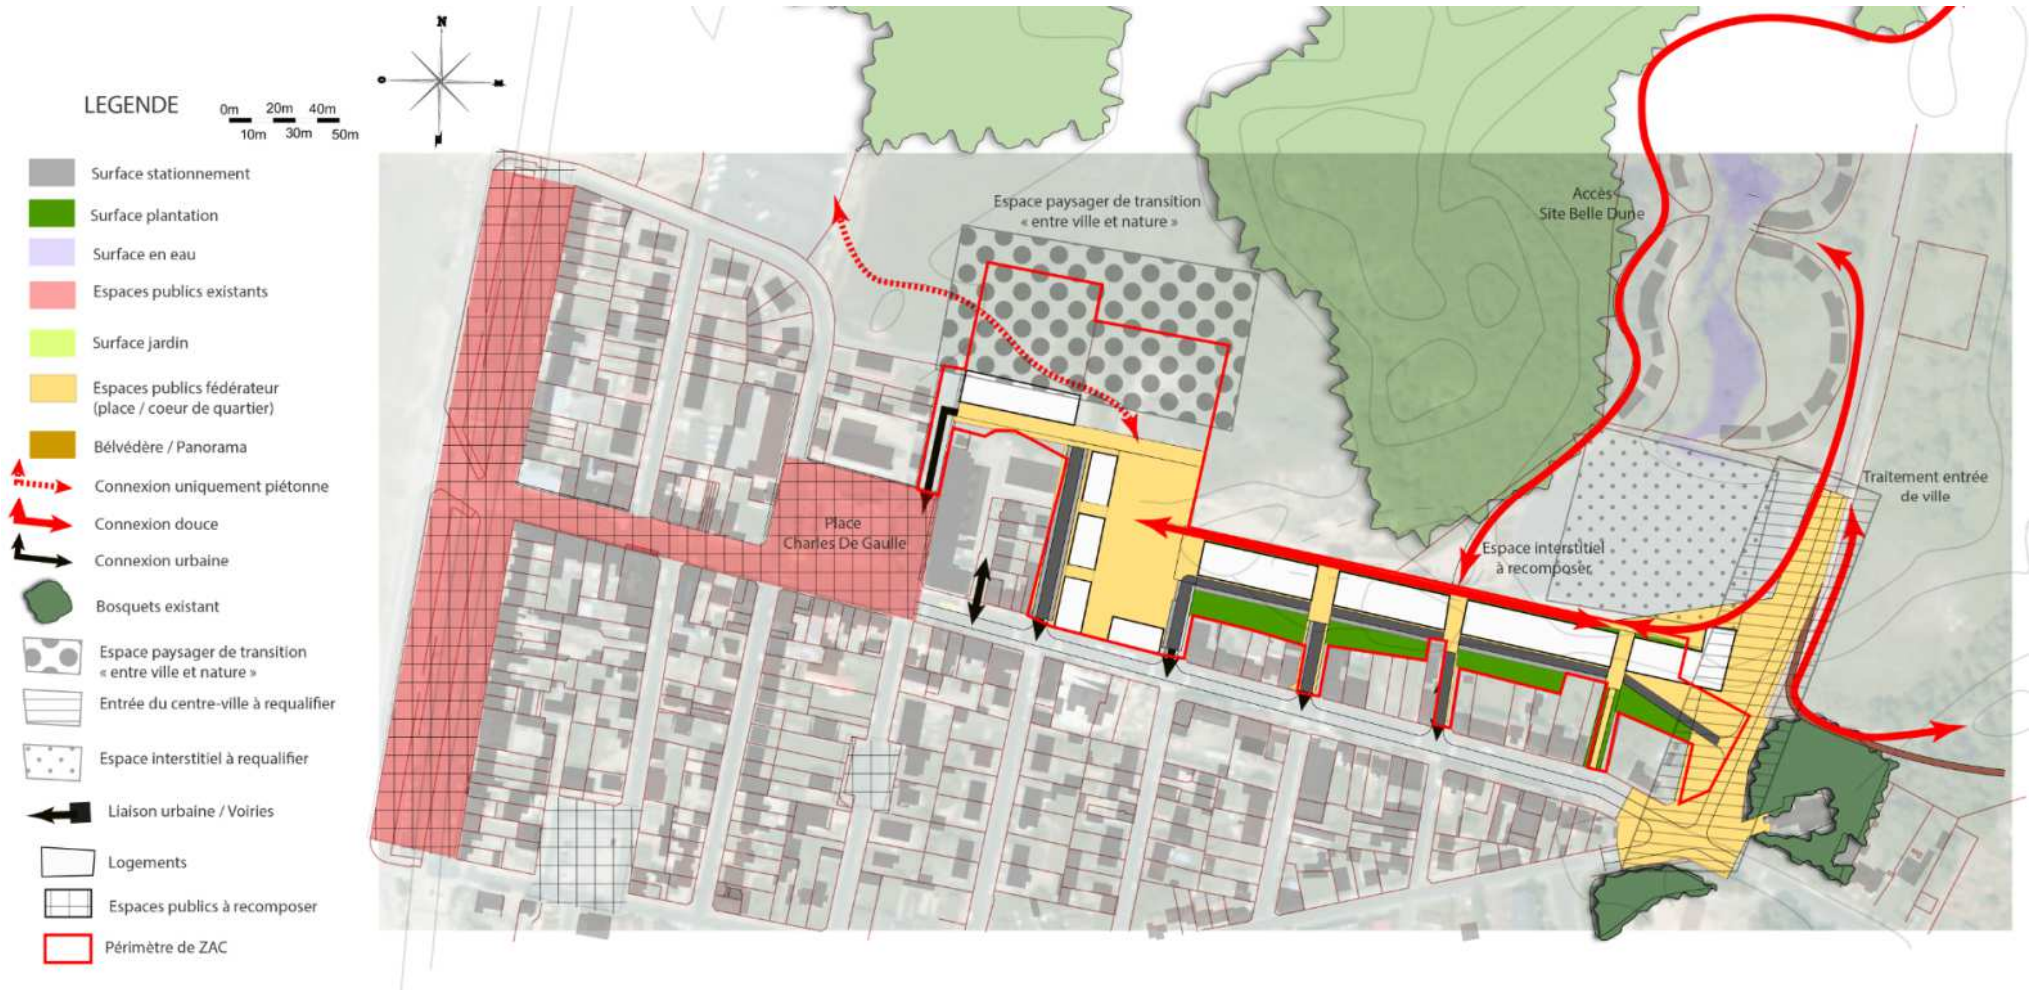 N
O
LEGENDE
0m 20m 40m
10m 30m 50m
Surface stationnement
Surface plantation
Surface en eau
Espaces publics existants
Surface jardin
Espaces publics fédérateur
(place / coeur de quartier)
Bélvédère / Panorama
Connexion uniquement piétonne
Connexion douce
Connexion urbaine
Bosquets existant
Espace paysager de transition
« entre ville et nature »
Entrée du centre-ville à requalifier
Espace interstitiel à requalifier
Liaison urbaine / Voiries
Logements
Espaces publics à recomposer
Périmètre de ZAC
Espace paysager de transition
« entre ville et nature »
Accès
Site Belle Dune
Traitement entrée
de ville
Place
Charles De Gaulle
Espace interstitiel
à recomposer